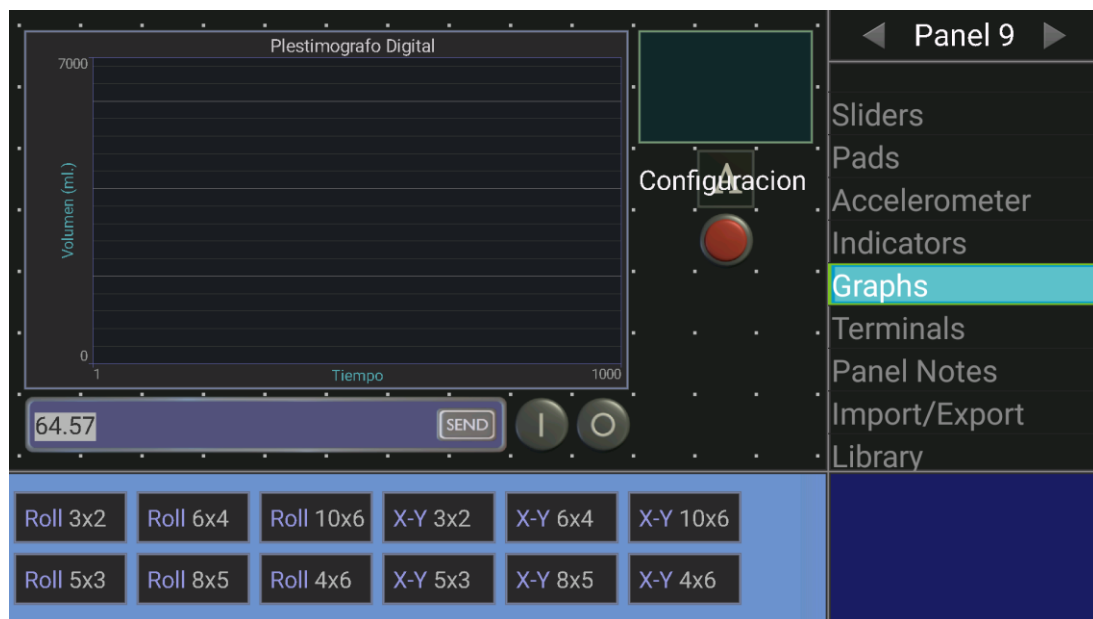 Plestimografo Digital
7000
Volumen (ml.)
0
1
Tiempo
1000
64.57
SEND
A
Configuracion
Panel 9
Sliders
Pads
Accelerometer
Indicators
Graphs
Terminals
Panel Notes
Import/Export
Library
Roll 3x2
Roll 6x4
Roll 10x6
X-Y 3x2
X-Y 6x4
X-Y 10x6
Roll 5x3
Roll 8x5
Roll 4x6
X-Y 5x3
X-Y 8x5
X-Y 4x6